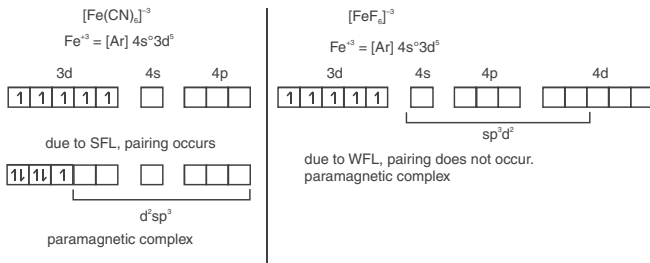 [Fe(CN)₆]⁻³
Fe⁺³ = [Ar] 4s°3d⁵
3d 4s 4p
1 1 1 1 1
due to SFL, pairing occurs
1⇂ 1⇂ 1
d²sp³
paramagnetic complex
[FeF₆]⁻³
Fe⁺³ = [Ar] 4s°3d⁵
3d 4s 4p 4d
1 1 1 1 1
sp³d²
due to WFL, pairing does not occur.
paramagnetic complex